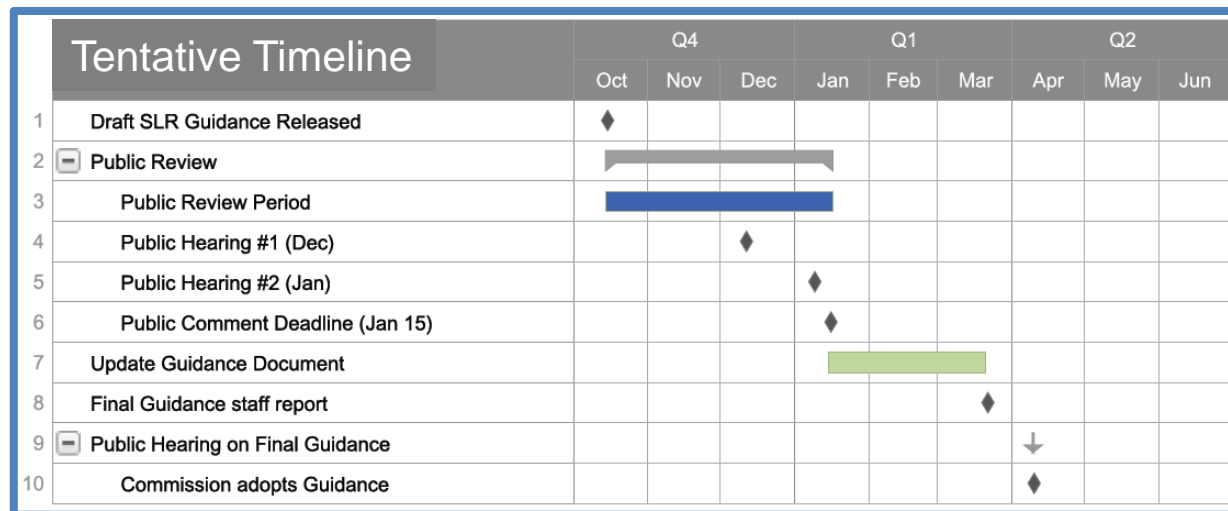 Tentative Timeline
Q4 Q1 Q2
Oct Nov Dec Jan Feb Mar Apr May Jun
1 Draft SLR Guidance Released
2 Public Review
3 Public Review Period
4 Public Hearing #1 (Dec)
5 Public Hearing #2 (Jan)
6 Public Comment Deadline (Jan 15)
7 Update Guidance Document
8 Final Guidance staff report
9 Public Hearing on Final Guidance
10 Commission adopts Guidance